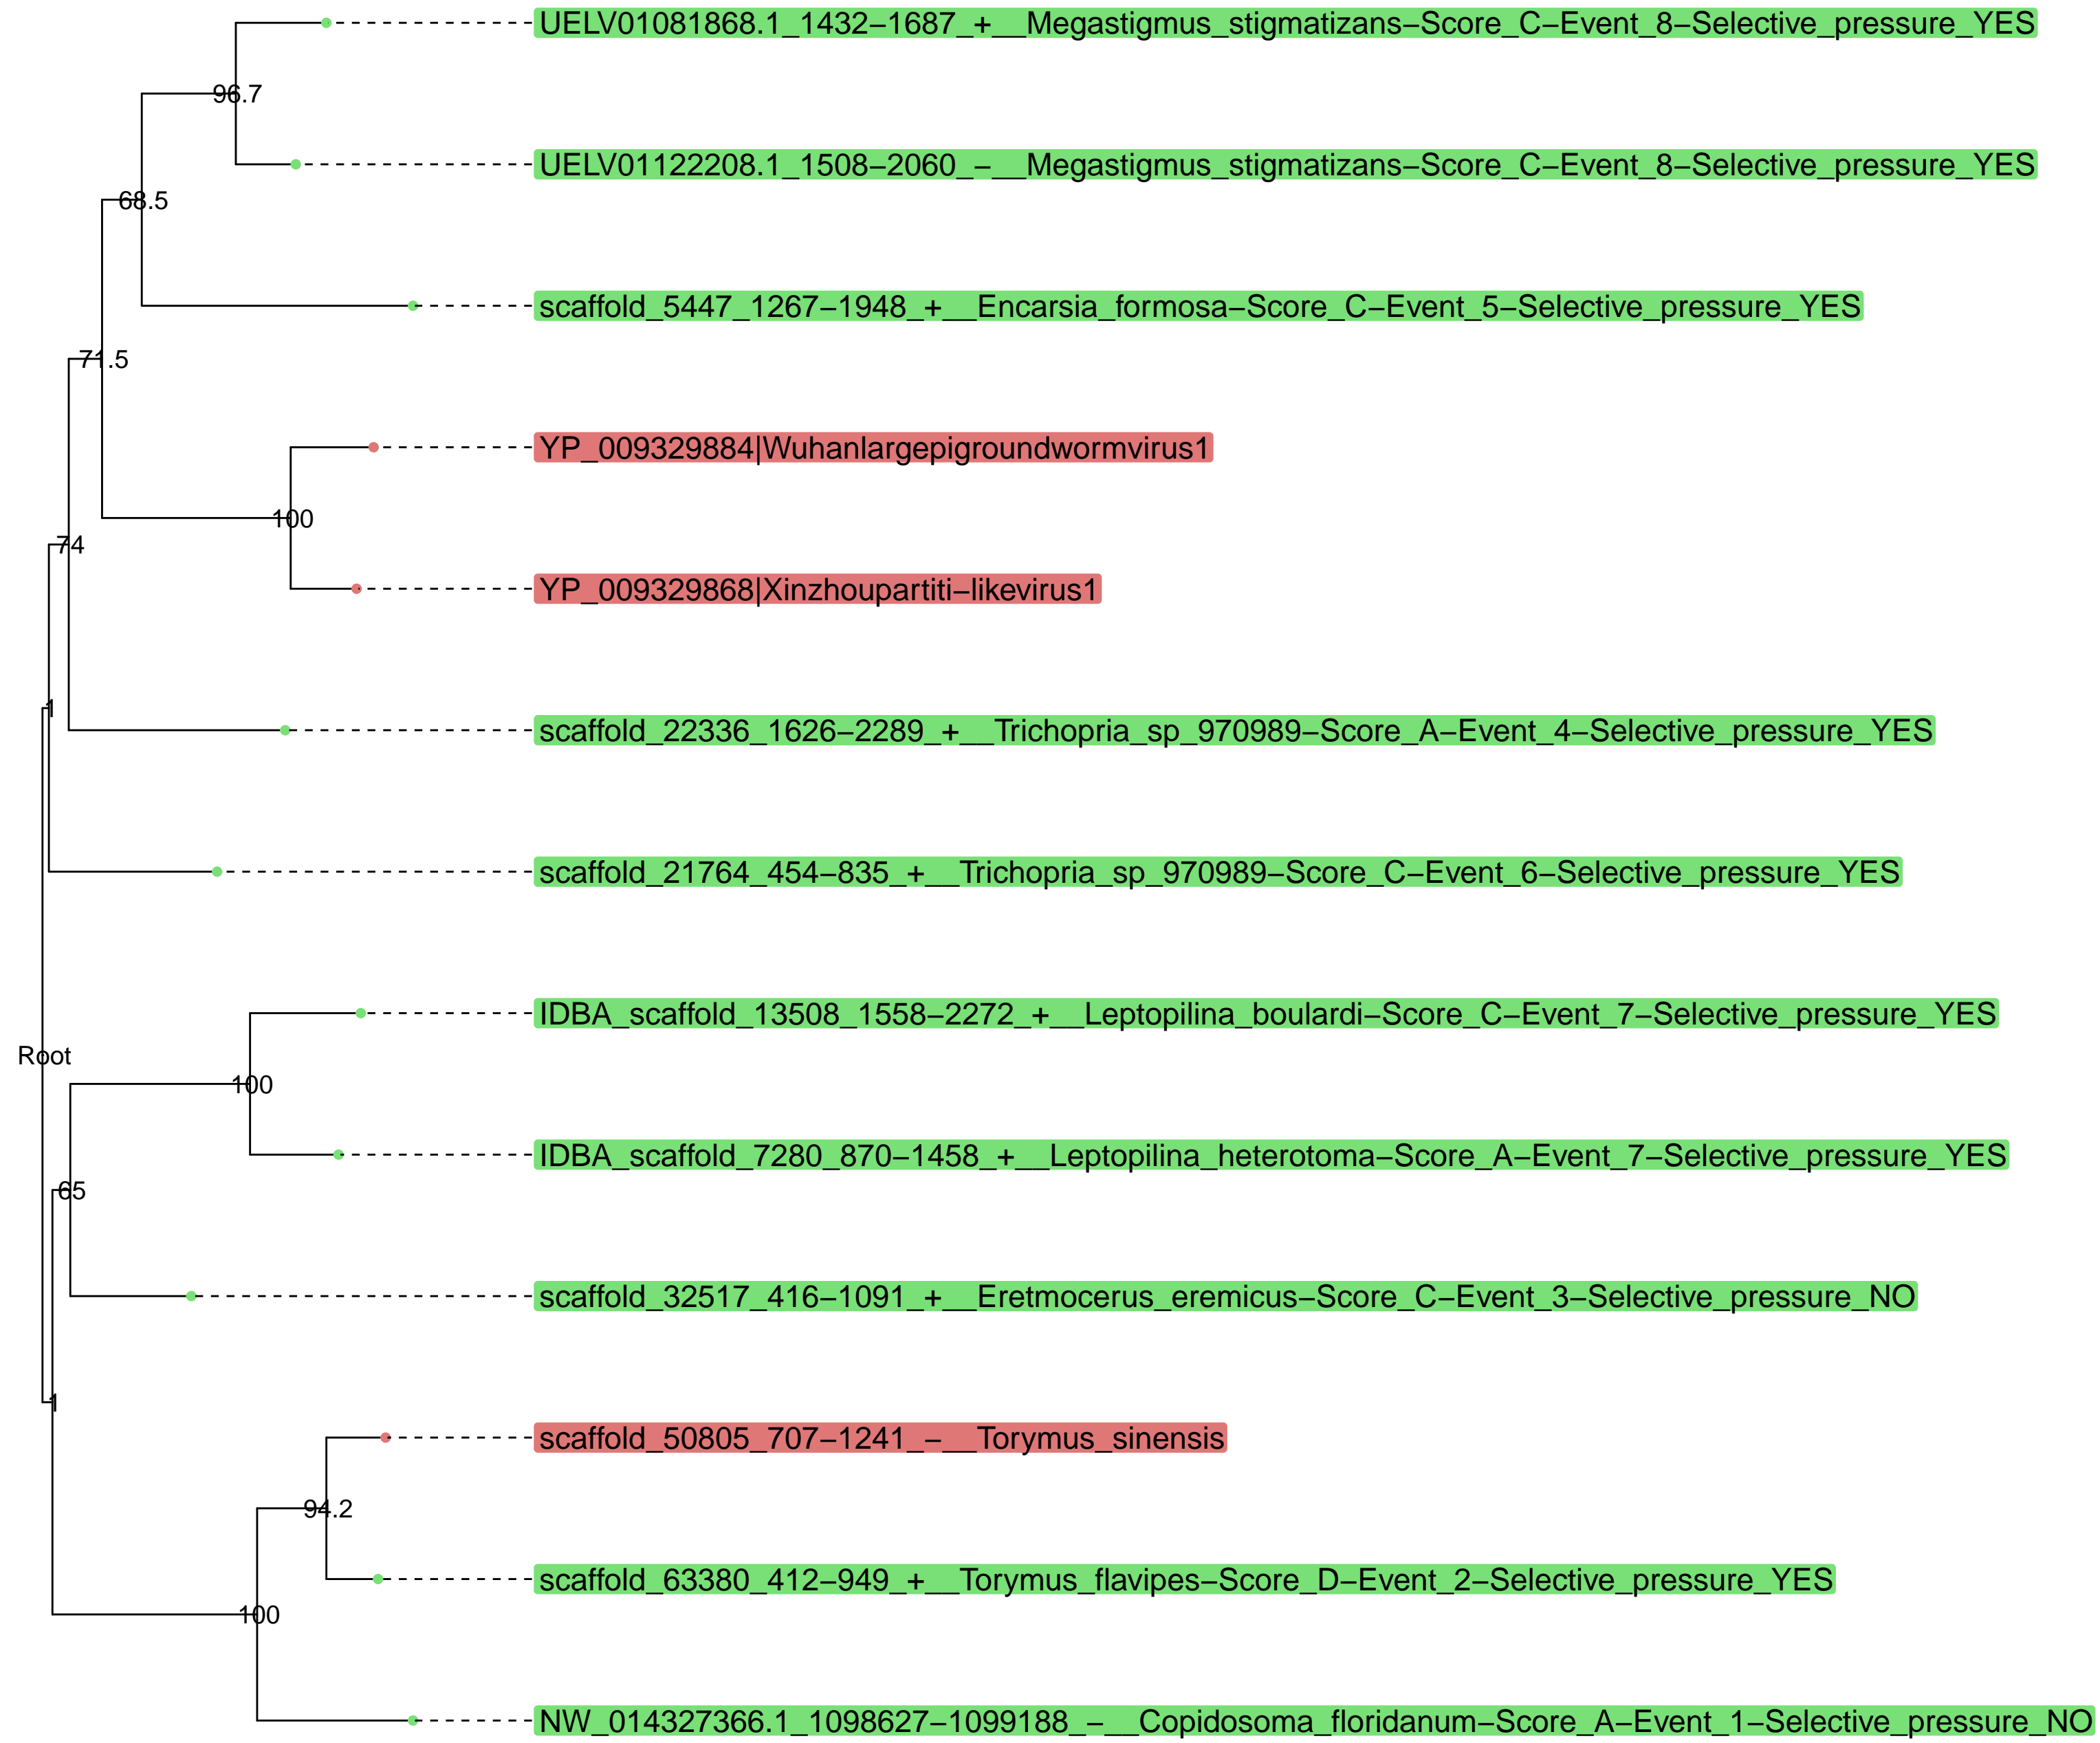 UELV01081868.1_1432−1687_+__Megastigmus_stigmatizans−Score_C−Event_8−Selective_pressure_YES
96.7
UELV01122208.1_1508−2060_−__Megastigmus_stigmatizans−Score_C−Event_8−Selective_pressure_YES
68.5
scaffold_5447_1267−1948_+__Encarsia_formosa−Score_C−Event_5−Selective_pressure_YES
71.5
YP_009329884|Wuhanlargepigroundwormvirus1
100
74
YP_009329868|Xinzhoupartiti−likevirus1
1
scaffold_22336_1626−2289_+__Trichopria_sp_970989−Score_A−Event_4−Selective_pressure_YES
scaffold_21764_454−835_+__Trichopria_sp_970989−Score_C−Event_6−Selective_pressure_YES
IDBA_scaffold_13508_1558−2272_+__Leptopilina_boulardi−Score_C−Event_7−Selective_pressure_YES
Root
100
IDBA_scaffold_7280_870−1458_+__Leptopilina_heterotoma−Score_A−Event_7−Selective_pressure_YES
65
scaffold_32517_416−1091_+__Eretmocerus_eremicus−Score_C−Event_3−Selective_pressure_NO
1
scaffold_50805_707−1241_−__Torymus_sinensis
94.2
scaffold_63380_412−949_+__Torymus_flavipes−Score_D−Event_2−Selective_pressure_YES
100
NW_014327366.1_1098627−1099188_−__Copidosoma_floridanum−Score_A−Event_1−Selective_pressure_NO